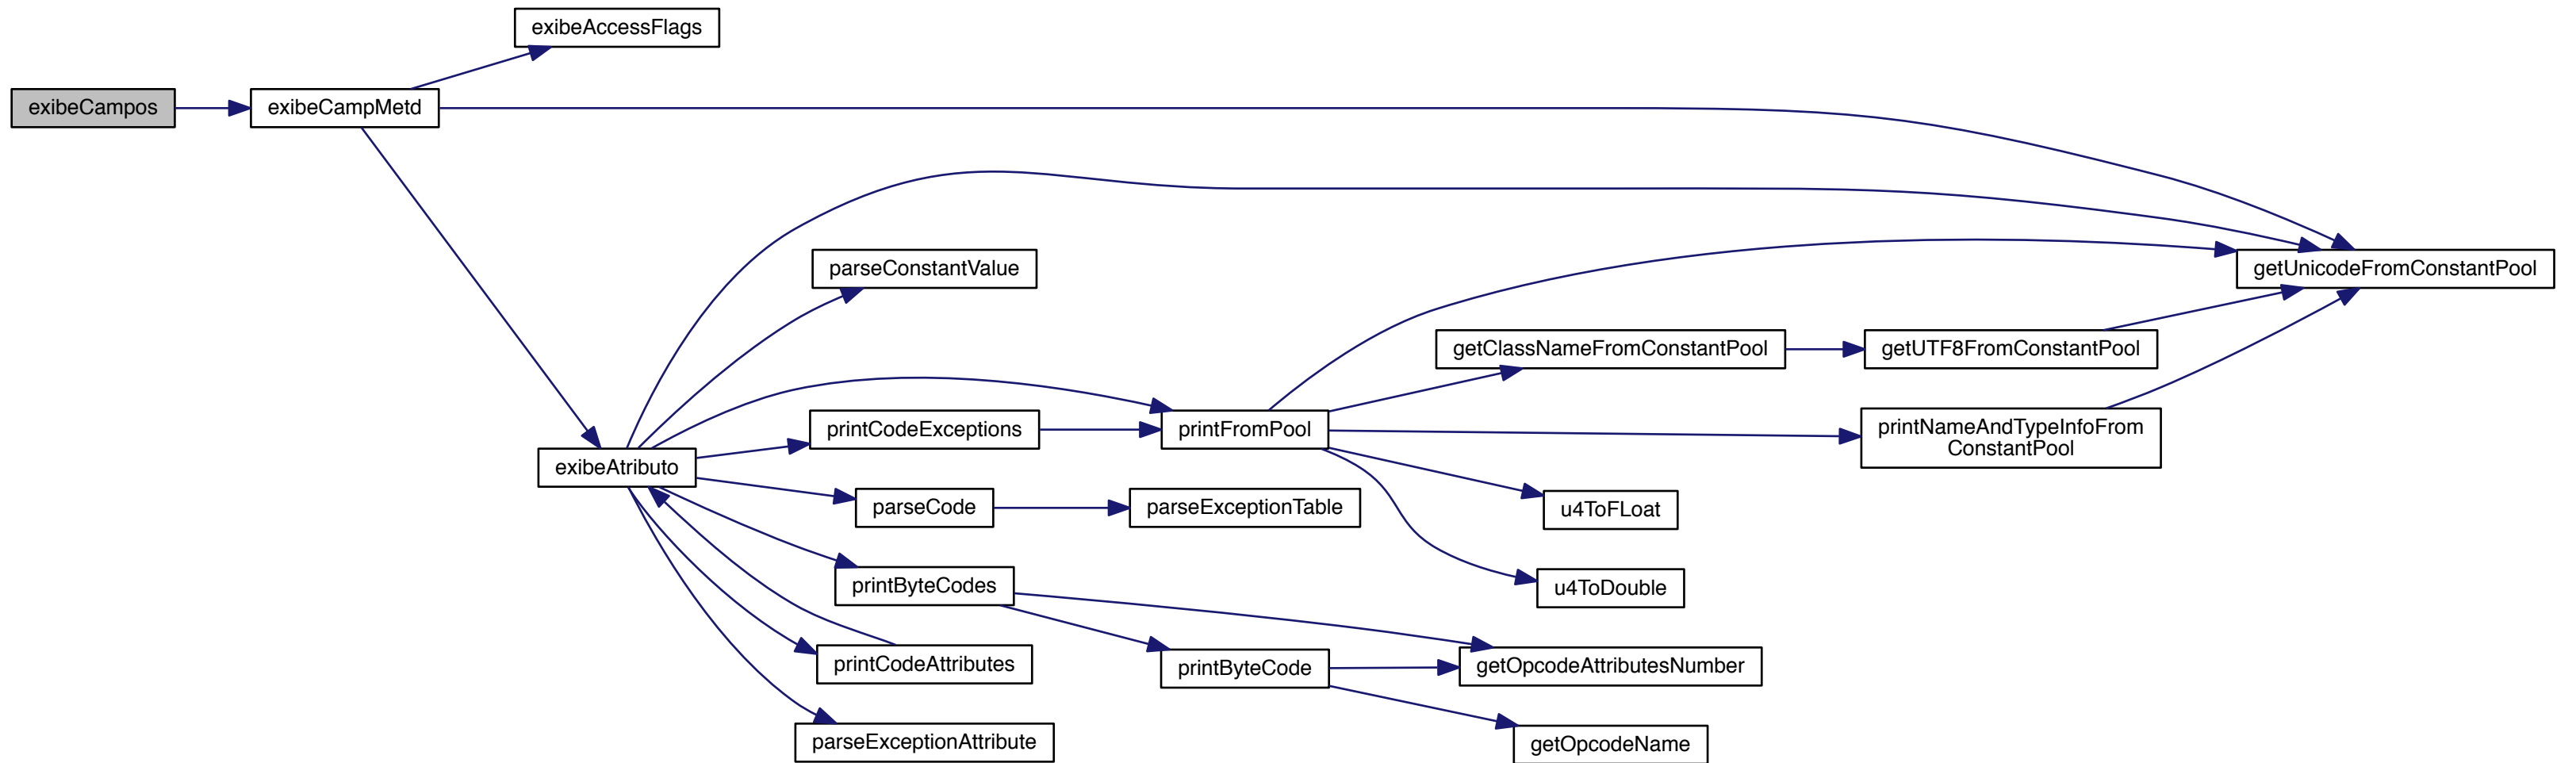 exibeAccessFlags
exibeCampos
exibeCampMetd
parseConstantValue
getUnicodeFromConstantPool
getClassNameFromConstantPool
getUTF8FromConstantPool
printCodeExceptions
printFromPool
printNameAndTypeInfoFrom
ConstantPool
exibeAtributo
parseCode
parseExceptionTable
u4ToFLoat
printByteCodes
u4ToDouble
printCodeAttributes
printByteCode
getOpcodeAttributesNumber
parseExceptionAttribute
getOpcodeName